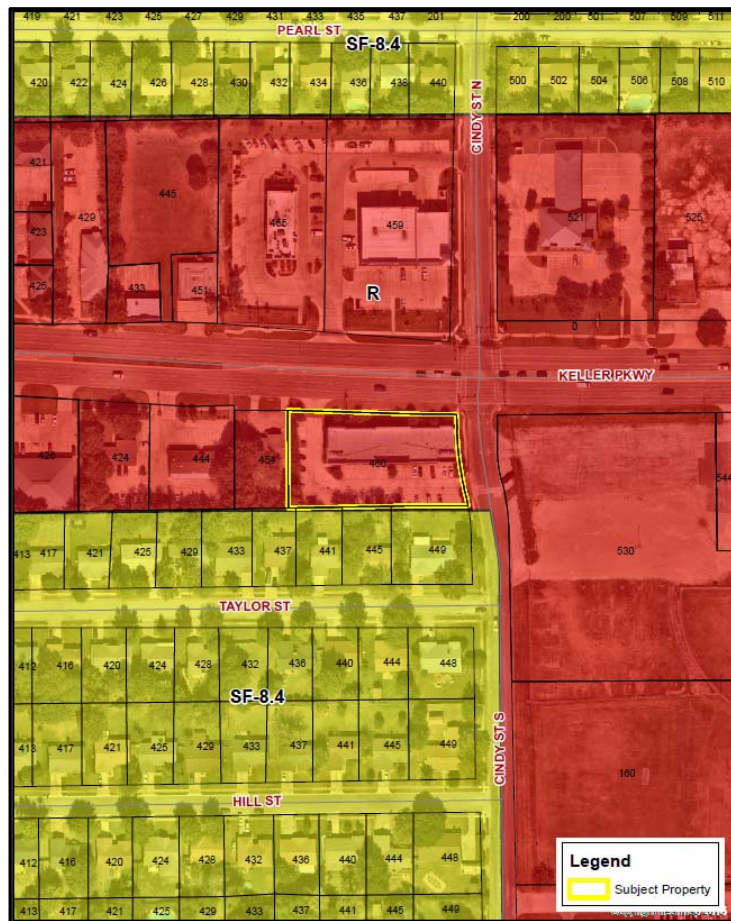 419 421 423 425 427 429 431 433 435 437 201 200 200 501 507 509 511
PEARL ST
SF-8.4
420 422 424 426 428 430 432 434 436 438 440 500 502 504 506 508 510
CINDY ST N
421 429 445 455 459 521 525
423
425 433 451
R
0
KELLER PKWY
424 444 454 460
544
530
413 417 421 425 429 433 437 441 445 449
TAYLOR ST
412 416 420 424 428 432 436 440 444 448
SF-8.4
413 417 421 425 429 433 437 441 445 449
CINDY ST S
160
HILL ST
412 416 420 424 428 432 436 440 444 448
413 417 421 425 429 433 437 441 445 449
Legend
Subject Property